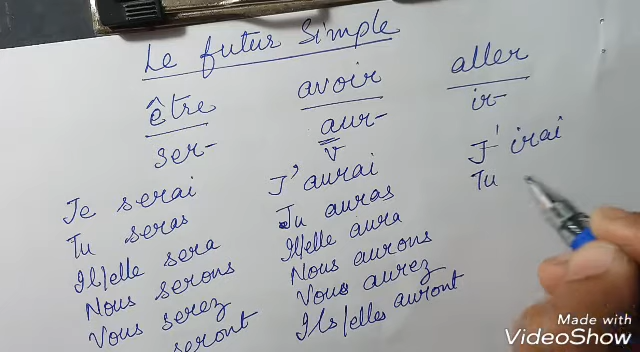 Le futur simple
être avoir aller
ser- aur- ir-
v
Je serai J'aurai J'irai
Tu seras Tu auras Tu
Il/elle sera Il/elle aura
Nous serons Nous aurons
Vous serez Vous aurez
seront Ils/elles auront
Made with
VideoShow